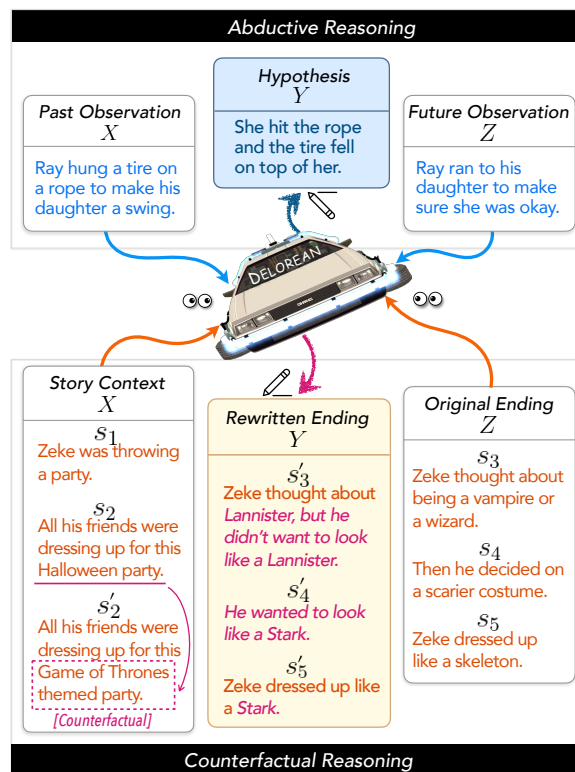 Abductive Reasoning
Hypothesis
Y
She hit the rope
and the tire fell
on top of her.
Past Observation
X
Ray hung a tire on
a rope to make his
daughter a swing.
Future Observation
Z
Ray ran to his
daughter to make
sure she was okay.
DELOREAN
Story Context
X
s1
Zeke was throwing
a party.
s2
All his friends were
dressing up for this
Halloween party.
s′2
All his friends were
dressing up for this
Game of Thrones
themed party.
[Counterfactual]
Rewritten Ending
Y
s′3
Zeke thought about
Lannister, but he
didn't want to look
like a Lannister.
s′4
He wanted to look
like a Stark.
s′5
Zeke dressed up like
a Stark.
Original Ending
Z
s3
Zeke thought about
being a vampire or
a wizard.
s4
Then he decided on
a scarier costume.
s5
Zeke dressed up
like a skeleton.
Counterfactual Reasoning